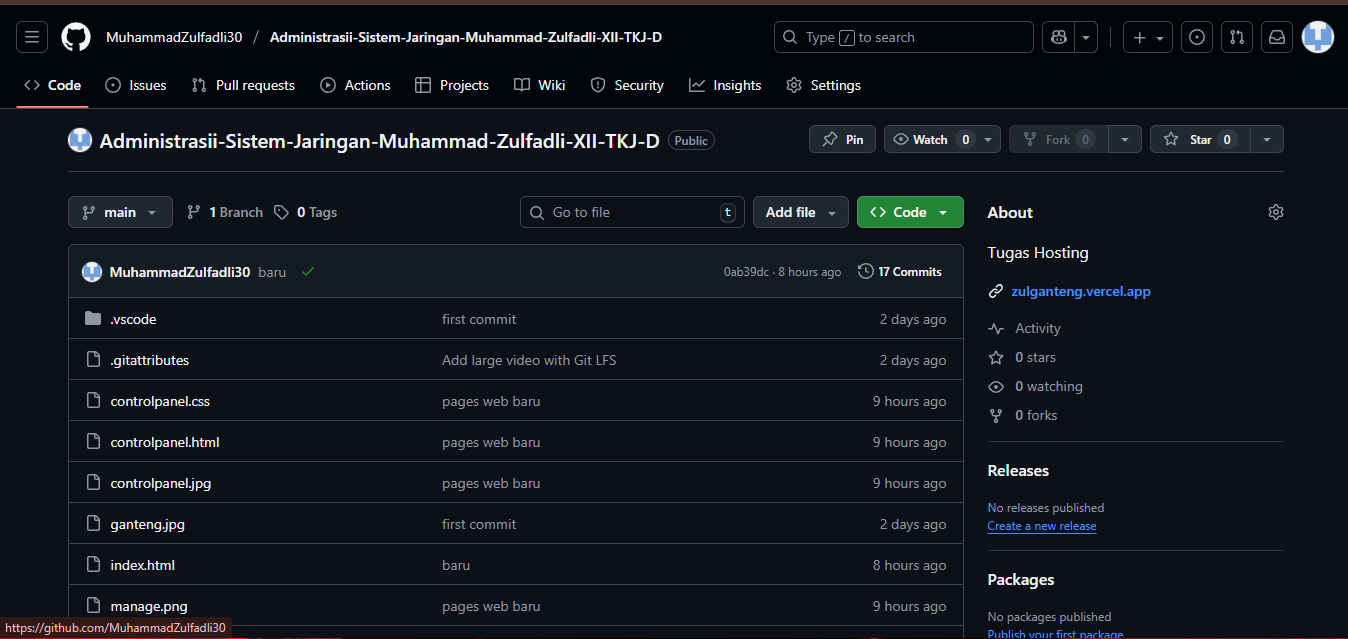 MuhammadZulfadli30 / Administrasii-Sistem-Jaringan-Muhammad-Zulfadli-XII-TKJ-D
Type / to search
Code Issues Pull requests Actions Projects Wiki Security Insights Settings
Administrasii-Sistem-Jaringan-Muhammad-Zulfadli-XII-TKJ-D Public
Pin Watch 0 Fork 0 Star 0
main 1 Branch 0 Tags
Go to file t Add file Code
MuhammadZulfadli30 baru 0ab39dc · 8 hours ago 17 Commits
.vscode first commit 2 days ago
.gitattributes Add large video with Git LFS 2 days ago
controlpanel.css pages web baru 9 hours ago
controlpanel.html pages web baru 9 hours ago
controlpanel.jpg pages web baru 9 hours ago
ganteng.jpg first commit 2 days ago
index.html baru 8 hours ago
manage.png pages web baru 9 hours ago
About
Tugas Hosting
zulganteng.vercel.app
Activity
0 stars
0 watching
0 forks
Releases
No releases published
Create a new release
Packages
No packages published
Publish your first package
https://github.com/MuhammadZulfadli30